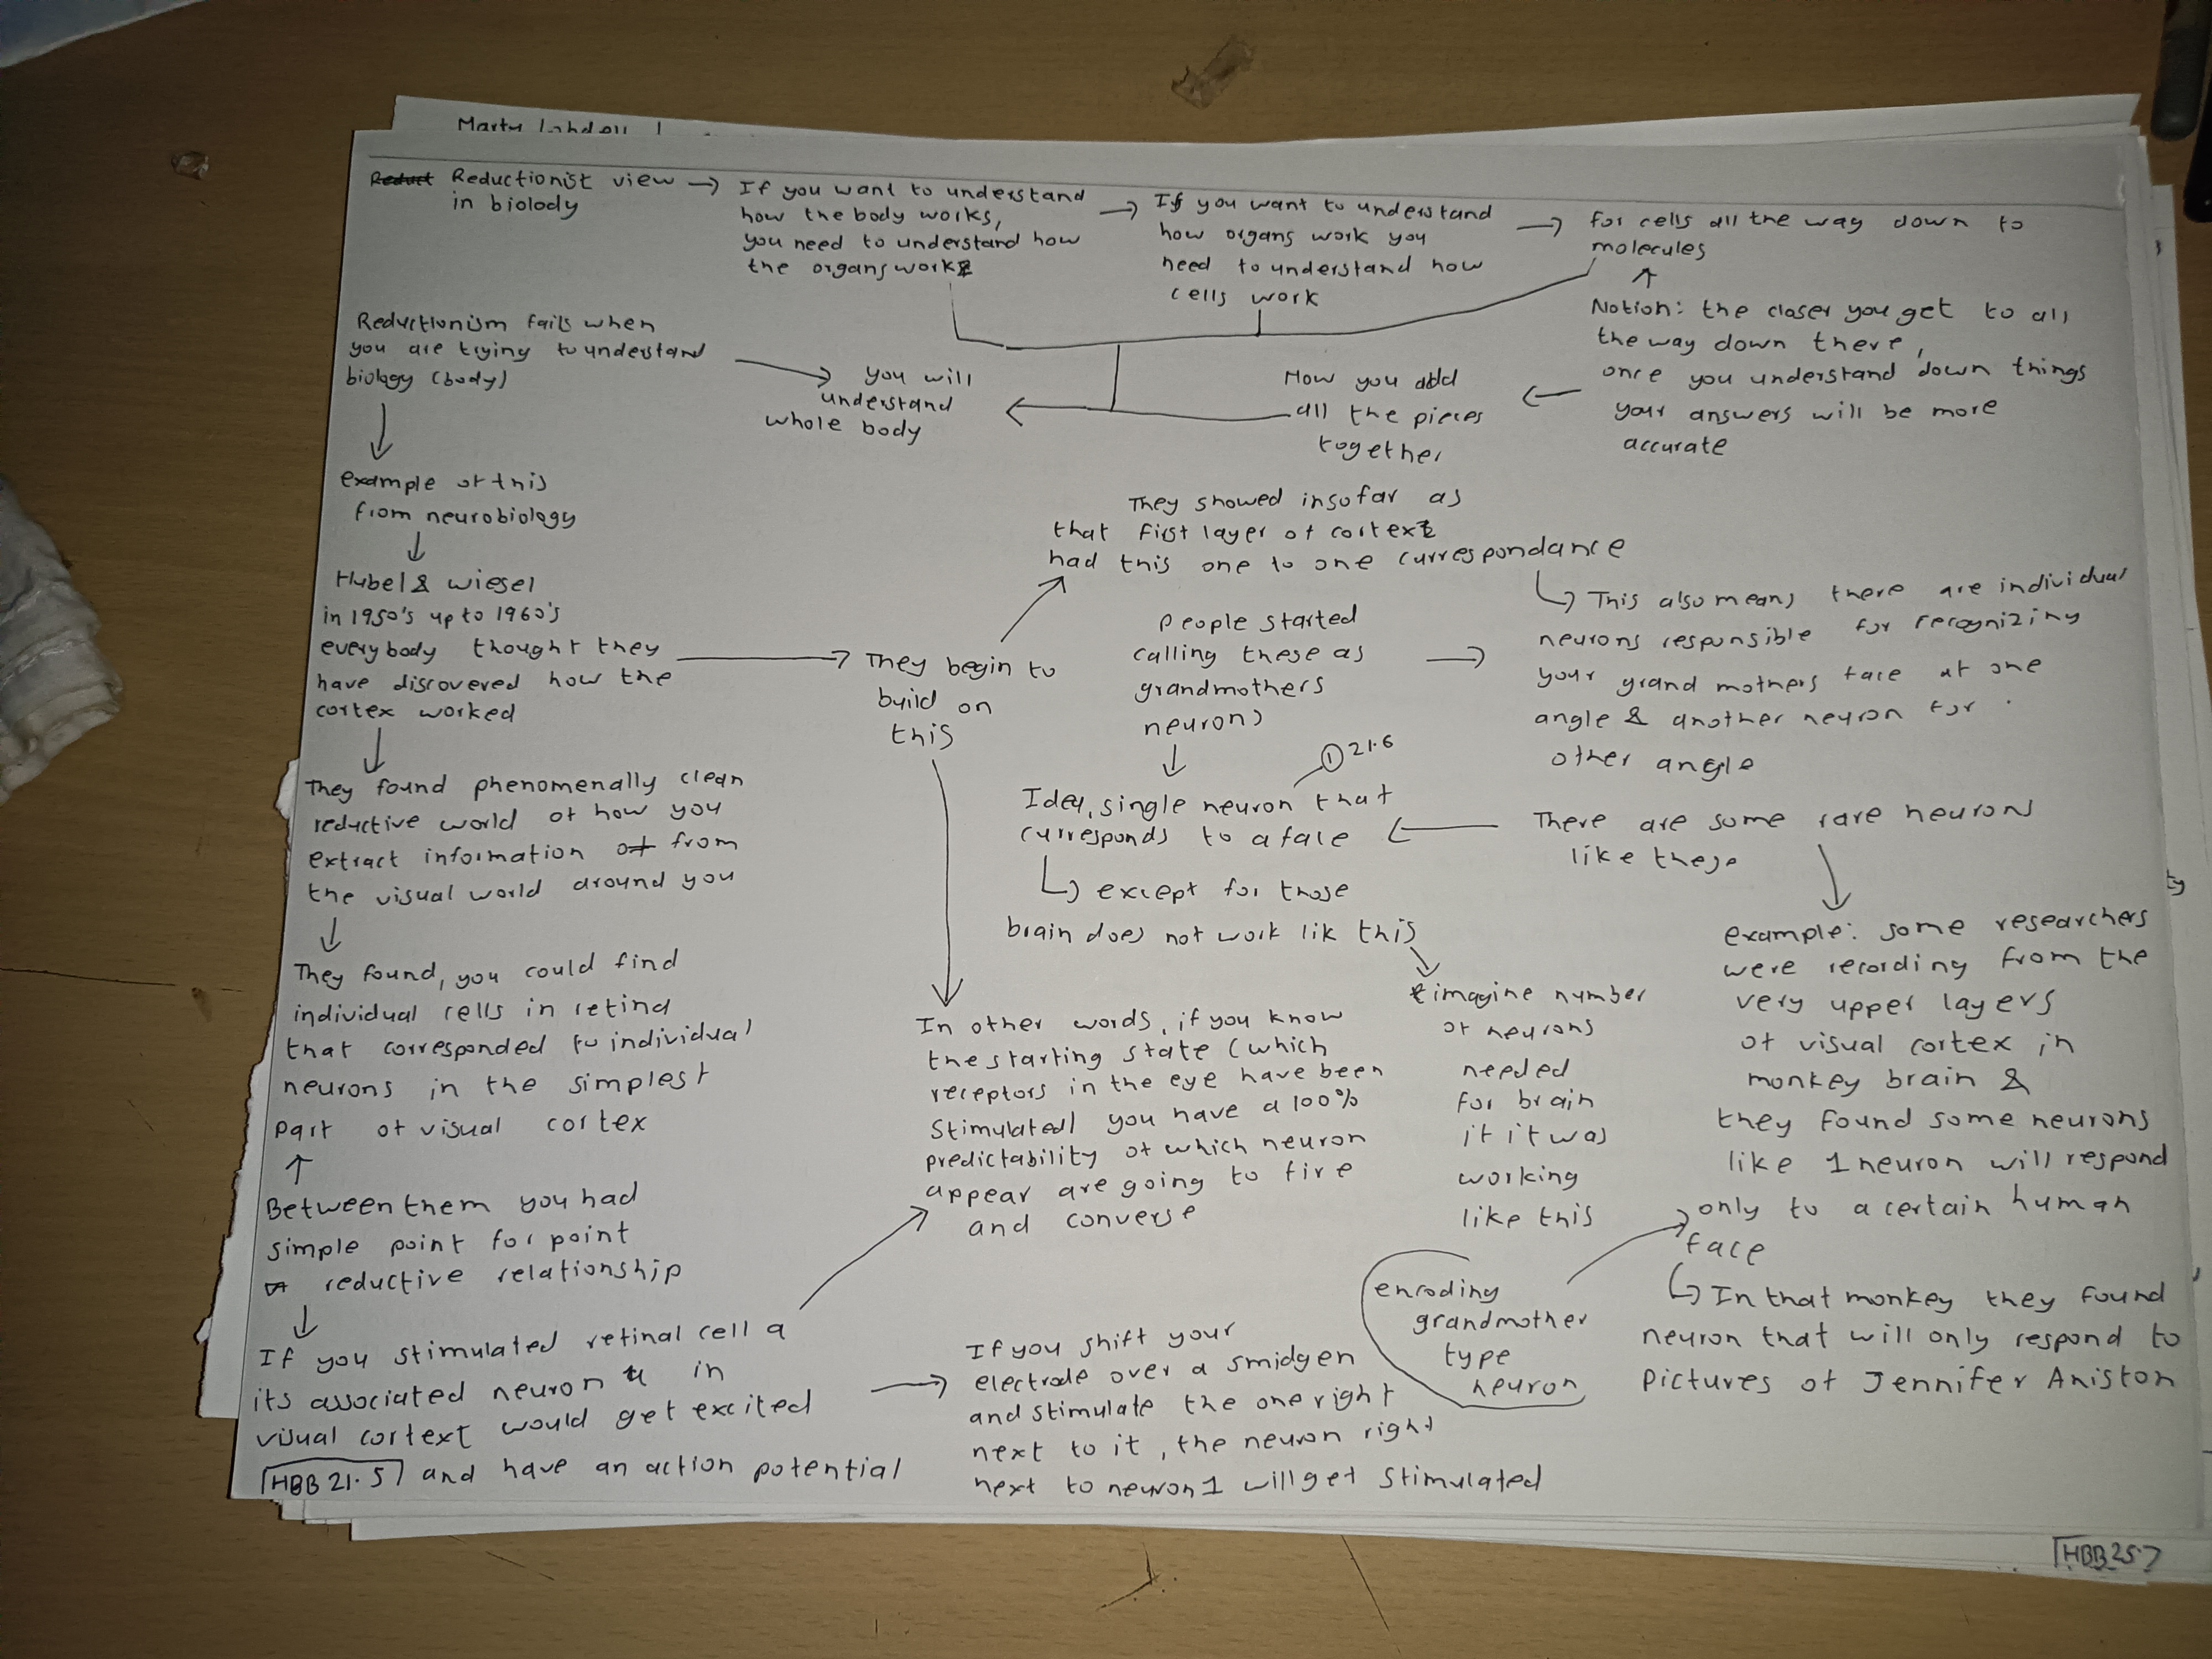 Marty
Reduct Reductionist view → If you want to understand
in biolody
how the body works,
you need to understand how
the organs work
→ If you want to understand
how organs work you
need to understand how
cells work
→ for cells all the way down to
molecules
↑
Notion: the closer you get to all
the way down there,
once you understand down things
your answers will be more
accurate
←
How you add
all the pieces
together
you will
understand
whole body
Reductionism fails when
you are trying to understand
biology (body)
↓
example of this
from neurobiology
↓
Hubel & wiesel
in 1950's up to 1960's
everybody thought they
have discovered how the
cortex worked
↓
They found phenomenally clean
reductive world of how you
extract information of from
the visual world around you
↓
They found, you could find
individual cells in retina
that corresponded to individual
neurons in the simplest
part of visual cortex
↑
Between them you had
simple point for point
reductive relationship
↓
If you stimulated retinal cell a
its associated neuron in
visual cortext would get excited
HBB 21.5 and have an action potential
→ If you shift your
electrode over a smidgen
and stimulate the one right
next to it, the neuron right
next to neuron 1 will get stimulated
→ They begin to
build on
this
They showed insofar as
that first layer of cortex
had this one to one currespondance
↳ This also means there are individual
neurons responsible for recognizing
your grand mothers face at one
angle & another neuron for
other angle
People started
calling these as
grandmothers
neurons
→
↓
① 21.6
Idea, single neuron that
curresponds to a face
← There are some rare neurons
like these
↳ except for those
brain does not work lik this
imagine number
of neurons
needed
for brain
if it was
working
like this
In other words, if you know
the starting state (which
receptors in the eye have been
stimulated) you have a 100%
predictability of which neuron
appear are going to fire
and converse
example: some researchers
were recording from the
very upper layers
of visual cortex in
monkey brain &
they found some neurons
like 1 neuron will respond
only to a certain human
face
↳ In that monkey they found
neuron that will only respond to
pictures of Jennifer Aniston
encoding
grandmother
type
neuron
HBB 25.7